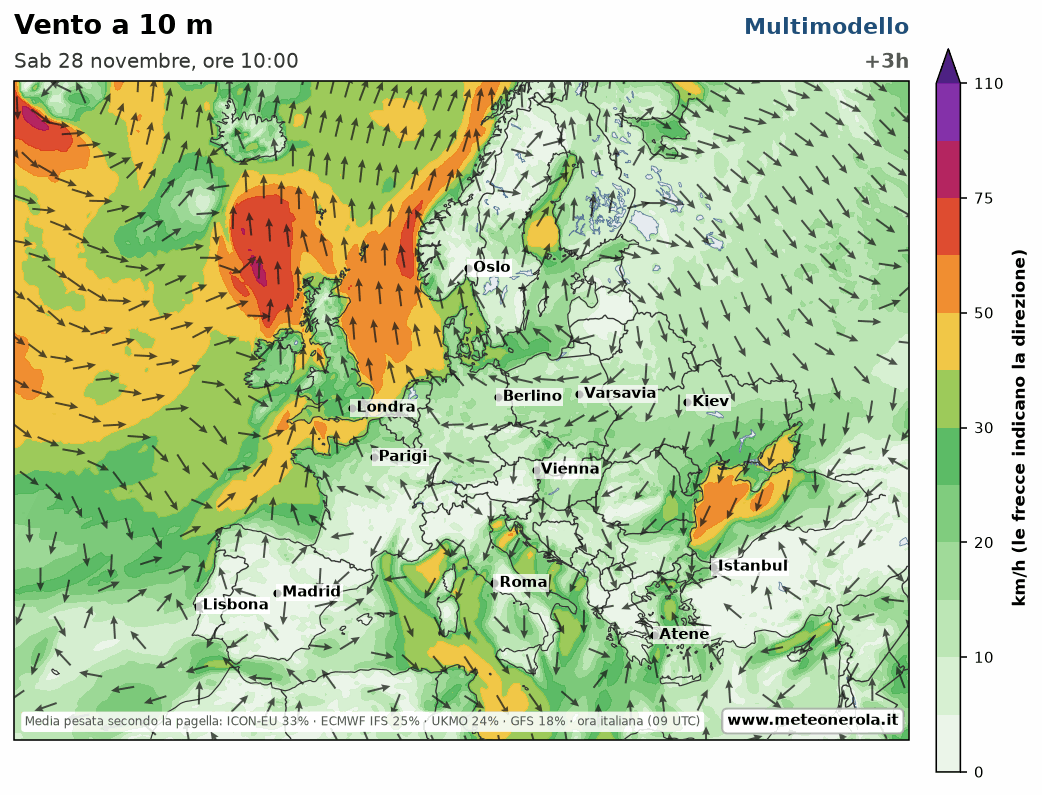 Vento a 10 m
Multimodello
Sab 28 novembre, ore 10:00
+3h
110
75
50
30
20
10
0
km/h (le frecce indicano la direzione)
Oslo
Londra
Berlino
Varsavia
Kiev
Parigi
Vienna
Istanbul
Roma
Madrid
Lisbona
Atene
Media pesata secondo la pagella: ICON-EU 33% · ECMWF IFS 25% · UKMO 24% · GFS 18% · ora italiana (09 UTC)
www.meteonerola.it